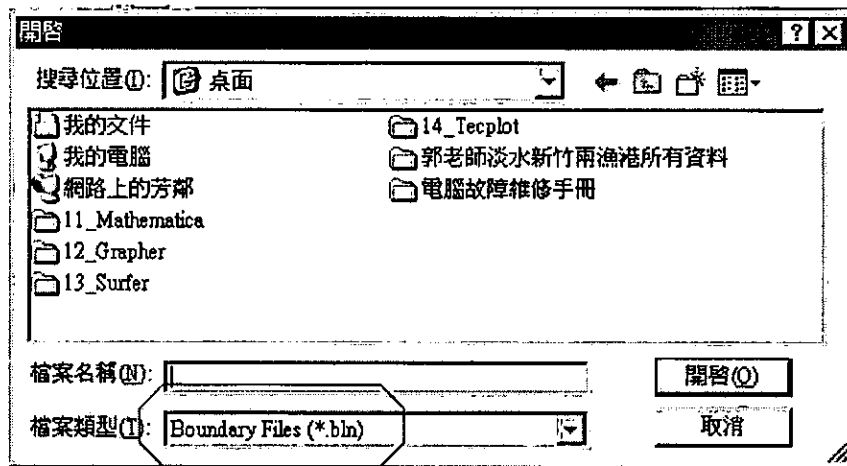 開啓
搜尋位置(I): 桌面
我的文件
我的電腦
網路上的芳鄰
11_Mathematica
12_Grapher
13_Surfer
14_Tecplot
郭老師淡水新竹兩漁港所有資料
電腦故障維修手冊
檔案名稱(N):
開啓(O)
檔案類型(T): Boundary Files (*.bln)
取消